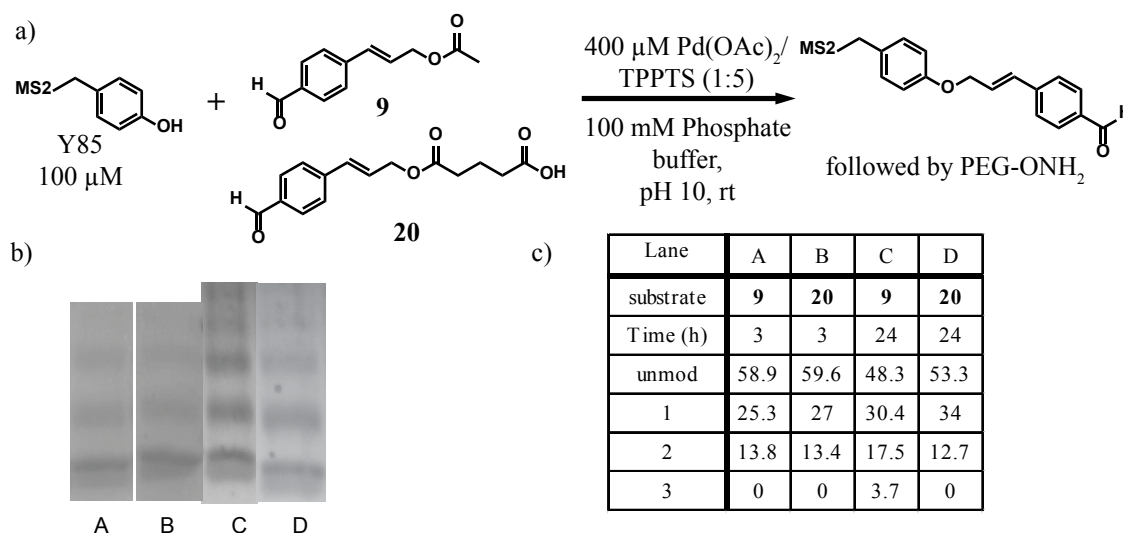 a)
MS2
OH
Y85
100 µM
+
H
O
O
O
9
H
O
O
O
O
OH
20
400 µM Pd(OAc)₂/
TPPTS (1:5)
100 mM Phosphate
buffer,
pH 10, rt
MS2
O
H
O
followed by PEG-ONH₂
b)
A B C D
c)
Lane A B C D
substrate 9 20 9 20
Time (h) 3 3 24 24
unmod 58.9 59.6 48.3 53.3
1 25.3 27 30.4 34
2 13.8 13.4 17.5 12.7
3 0 0 3.7 0